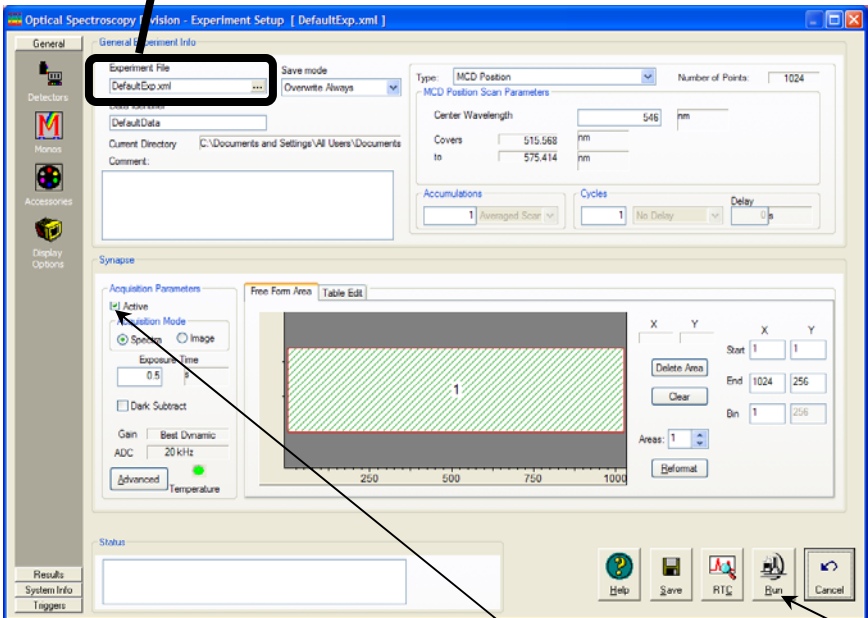 Optical Spectroscopy Division - Experiment Setup [ DefaultExp.xml ]
General
Detectors
Monos
Accessories
Display
Options
Results
System Info
Triggers
General Experiment Info
Experiment File
DefaultExp.xml ...
Save mode
Overwrite Always
Data Identifier
DefaultData
Current Directory C:\Documents and Settings\All Users\Documents
Comment:
Type: MCD Position
Number of Points: 1024
MCD Position Scan Parameters
Center Wavelength 546 nm
Covers 515.568 nm
to 575.414 nm
Accumulations
1 Averaged Scan
Cycles
1 No Delay
Delay
0 s
Synapse
Acquisition Parameters
Active
Acquisition Mode
Spectra Image
Exposure Time
0.5 s
Dark Subtract
Gain Best Dynamic
ADC 20 kHz
Advanced
Temperature
Free Form Area Table Edit
1
250 500 750 1000
X Y
Delete Area
Clear
Areas: 1
Reformat
X Y
Start 1 1
End 1024 256
Bin 1 256
Status
Help
Save
RTC
Run
Cancel